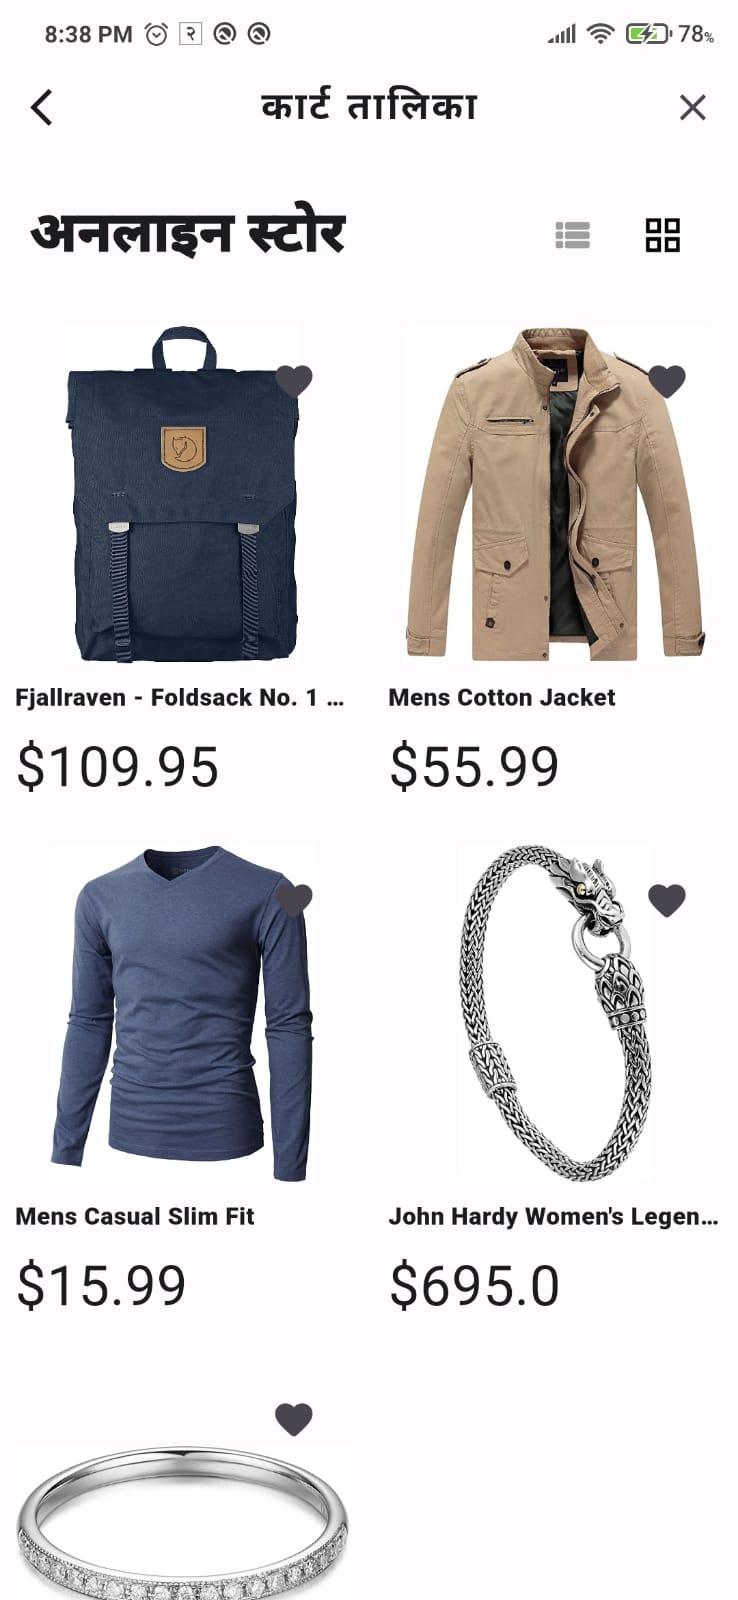 8:38 PM २ 78%
कार्ट तालिका
अनलाइन स्टोर
Fjallraven - Foldsack No. 1 ...
Mens Cotton Jacket
$109.95
$55.99
Mens Casual Slim Fit
John Hardy Women's Legen...
$15.99
$695.0